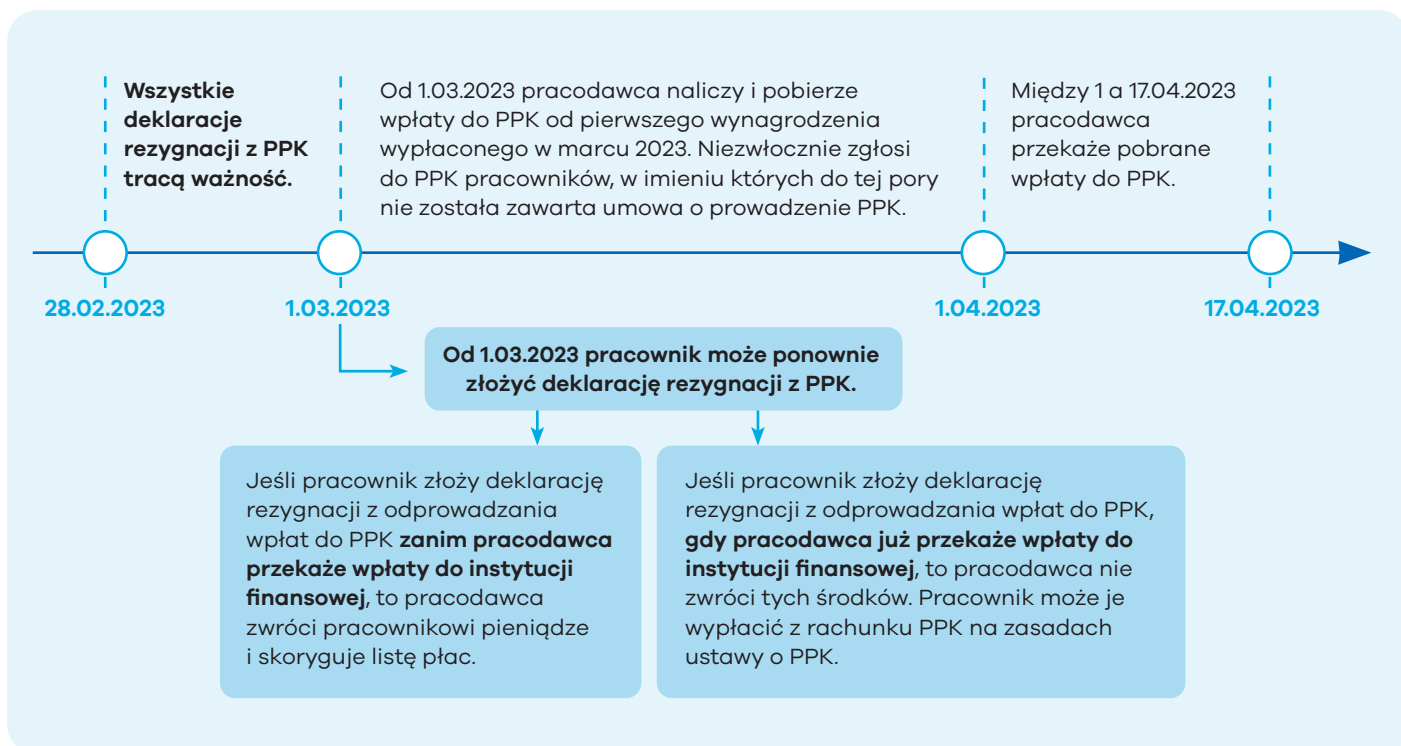 Wszystkie
deklaracje
rezygnacji z PPK
tracą ważność.
Od 1.03.2023 pracodawca naliczy i pobierze
wpłaty do PPK od pierwszego wynagrodzenia
wypłaconego w marcu 2023. Niezwłocznie zgłosi
do PPK pracowników, w imieniu których do tej pory
nie została zawarta umowa o prowadzenie PPK.
Między 1 a 17.04.2023
pracodawca
przekaże pobrane
wpłaty do PPK.
28.02.2023
1.03.2023
1.04.2023
17.04.2023
Od 1.03.2023 pracownik może ponownie
złożyć deklarację rezygnacji z PPK.
Jeśli pracownik złoży deklarację
rezygnacji z odprowadzania
wpłat do PPK zanim pracodawca
przekaże wpłaty do instytucji
finansowej, to pracodawca
zwróci pracownikowi pieniądze
i skoryguje listę płac.
Jeśli pracownik złoży deklarację
rezygnacji z odprowadzania wpłat do PPK,
gdy pracodawca już przekaże wpłaty do
instytucji finansowej, to pracodawca nie
zwróci tych środków. Pracownik może je
wypłacić z rachunku PPK na zasadach
ustawy o PPK.